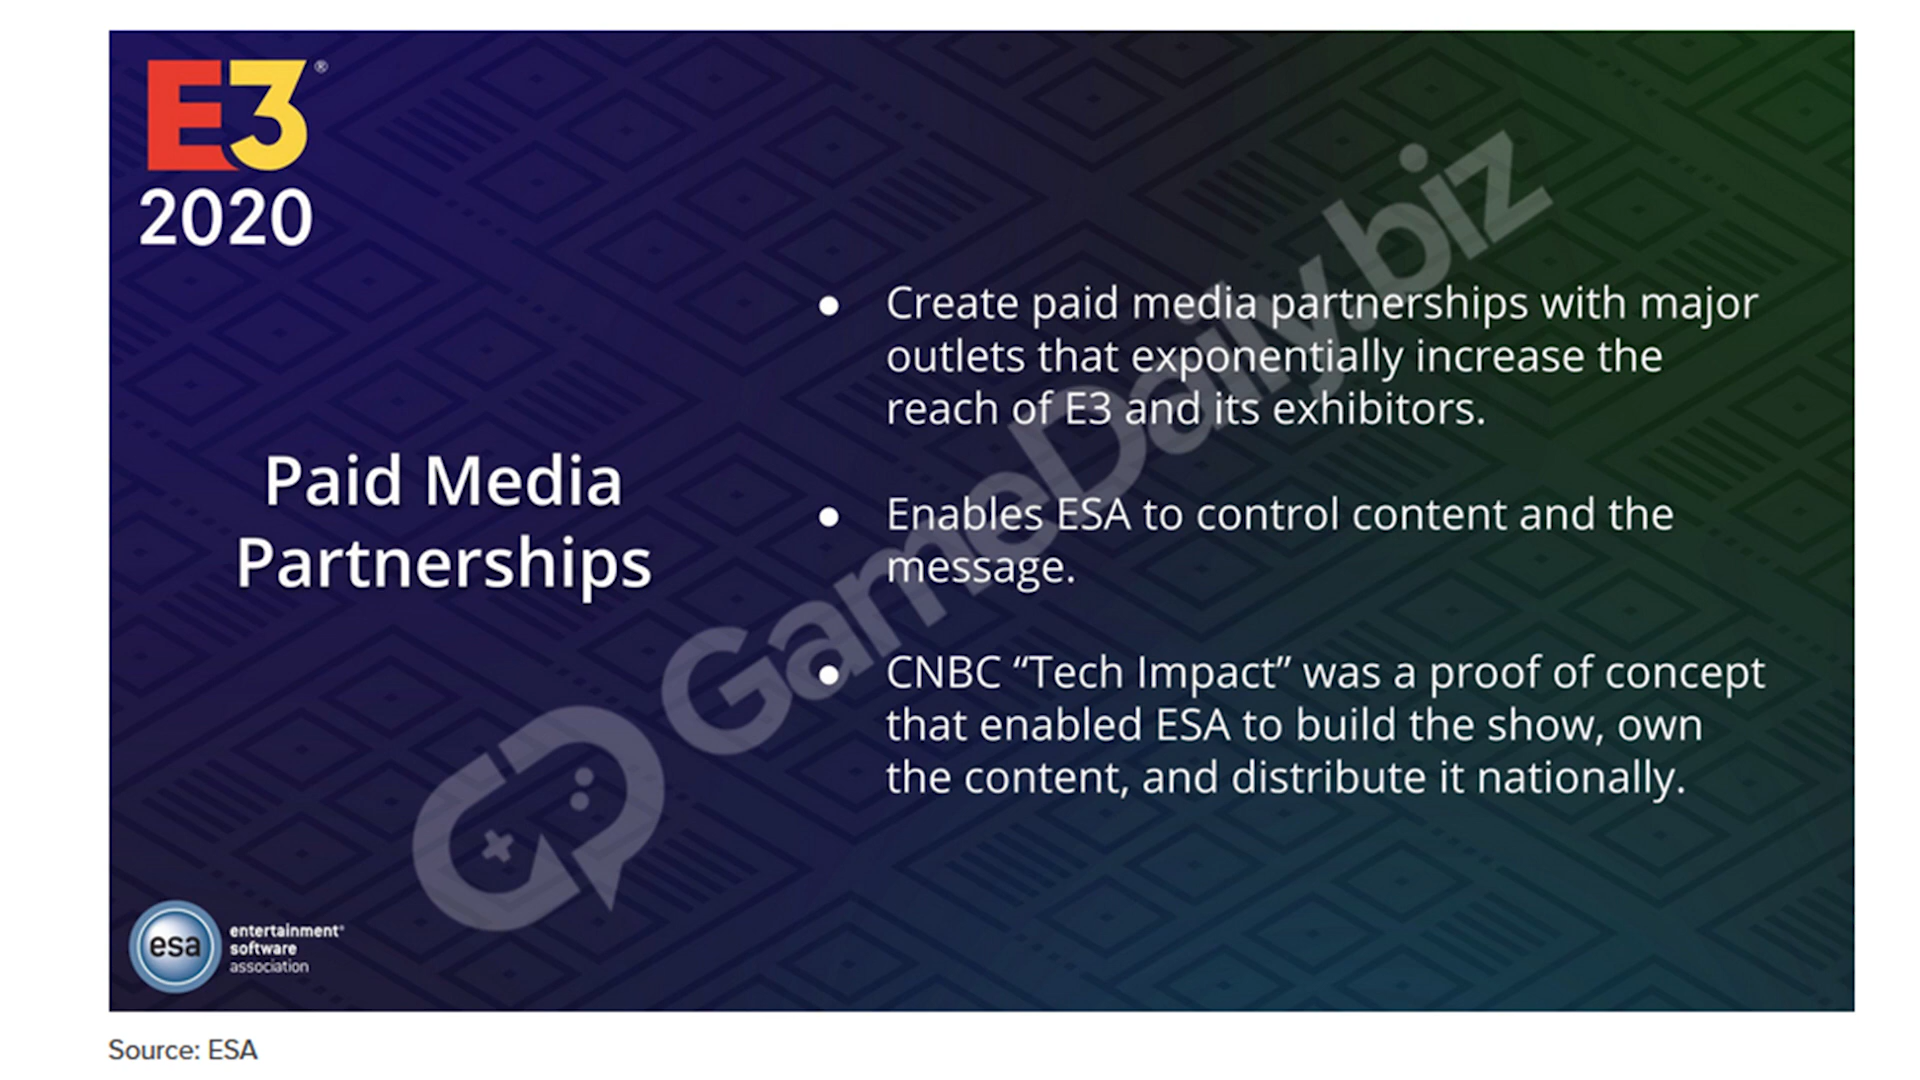 E3®
2020
Paid Media
Partnerships
● Create paid media partnerships with major
outlets that exponentially increase the
reach of E3 and its exhibitors.
● Enables ESA to control content and the
message.
● CNBC “Tech Impact” was a proof of concept
that enabled ESA to build the show, own
the content, and distribute it nationally.
GameDaily.biz
esa
entertainment®
software
association
Source: ESA